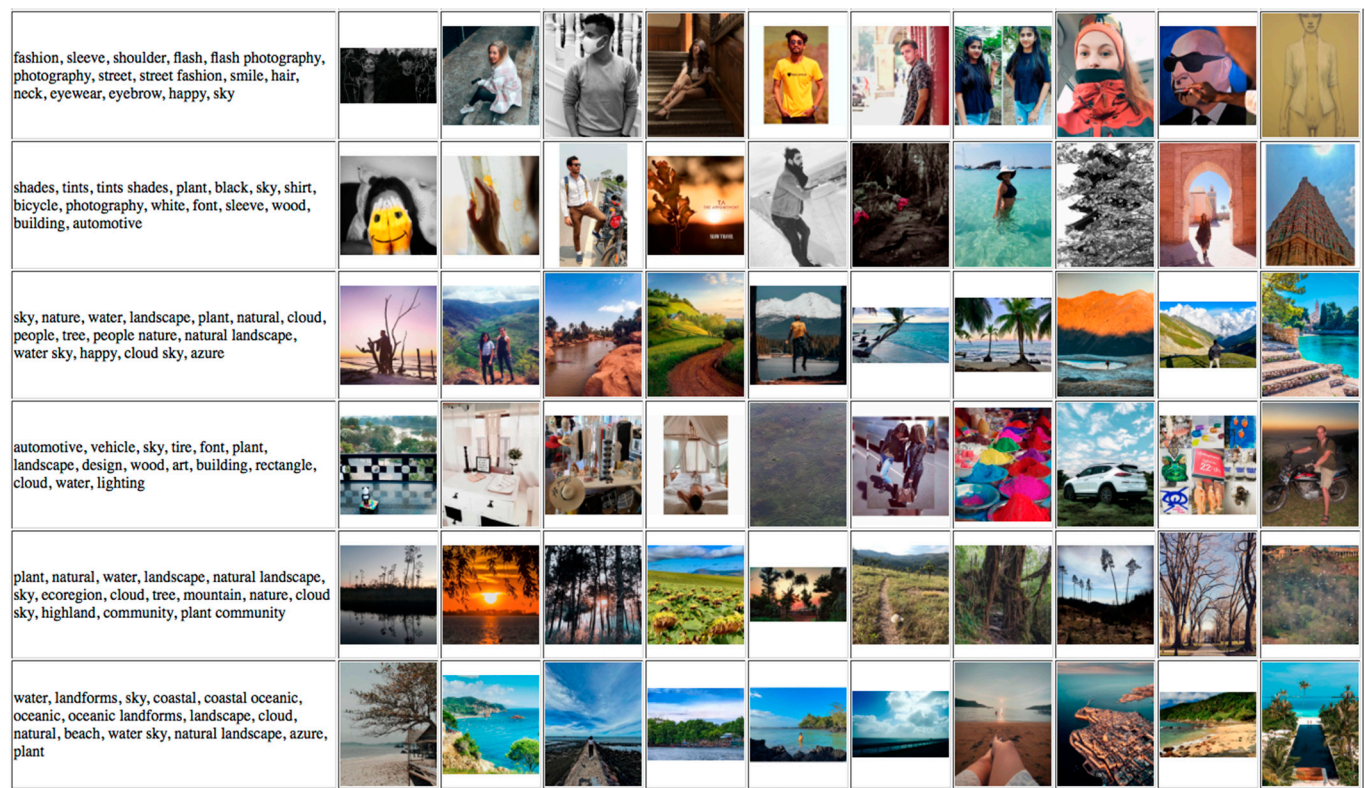 fashion, sleeve, shoulder, flash, flash photography,
photography, street, street fashion, smile, hair,
neck, eyewear, eyebrow, happy, sky
shades, tints, tints shades, plant, black, sky, shirt,
bicycle, photography, white, font, sleeve, wood,
building, automotive
sky, nature, water, landscape, plant, natural, cloud,
people, tree, people nature, natural landscape,
water sky, happy, cloud sky, azure
automotive, vehicle, sky, tire, font, plant,
landscape, design, wood, art, building, rectangle,
cloud, water, lighting
plant, natural, water, landscape, natural landscape,
sky, ecoregion, cloud, tree, mountain, nature, cloud
sky, highland, community, plant community
water, landforms, sky, coastal, coastal oceanic,
oceanic, oceanic landforms, landscape, cloud,
natural, beach, water sky, natural landscape, azure,
plant